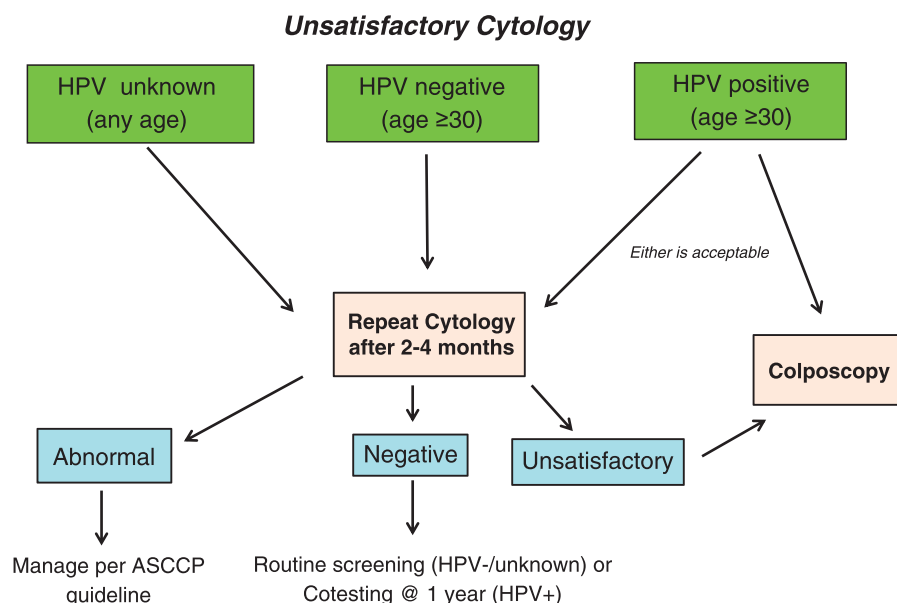 Unsatisfactory Cytology
HPV unknown
(any age)
HPV negative
(age ≥30)
HPV positive
(age ≥30)
Either is acceptable
Repeat Cytology
after 2-4 months
Colposcopy
Abnormal
Negative
Unsatisfactory
Manage per ASCCP
guideline
Routine screening (HPV-/unknown) or
Cotesting @ 1 year (HPV+)